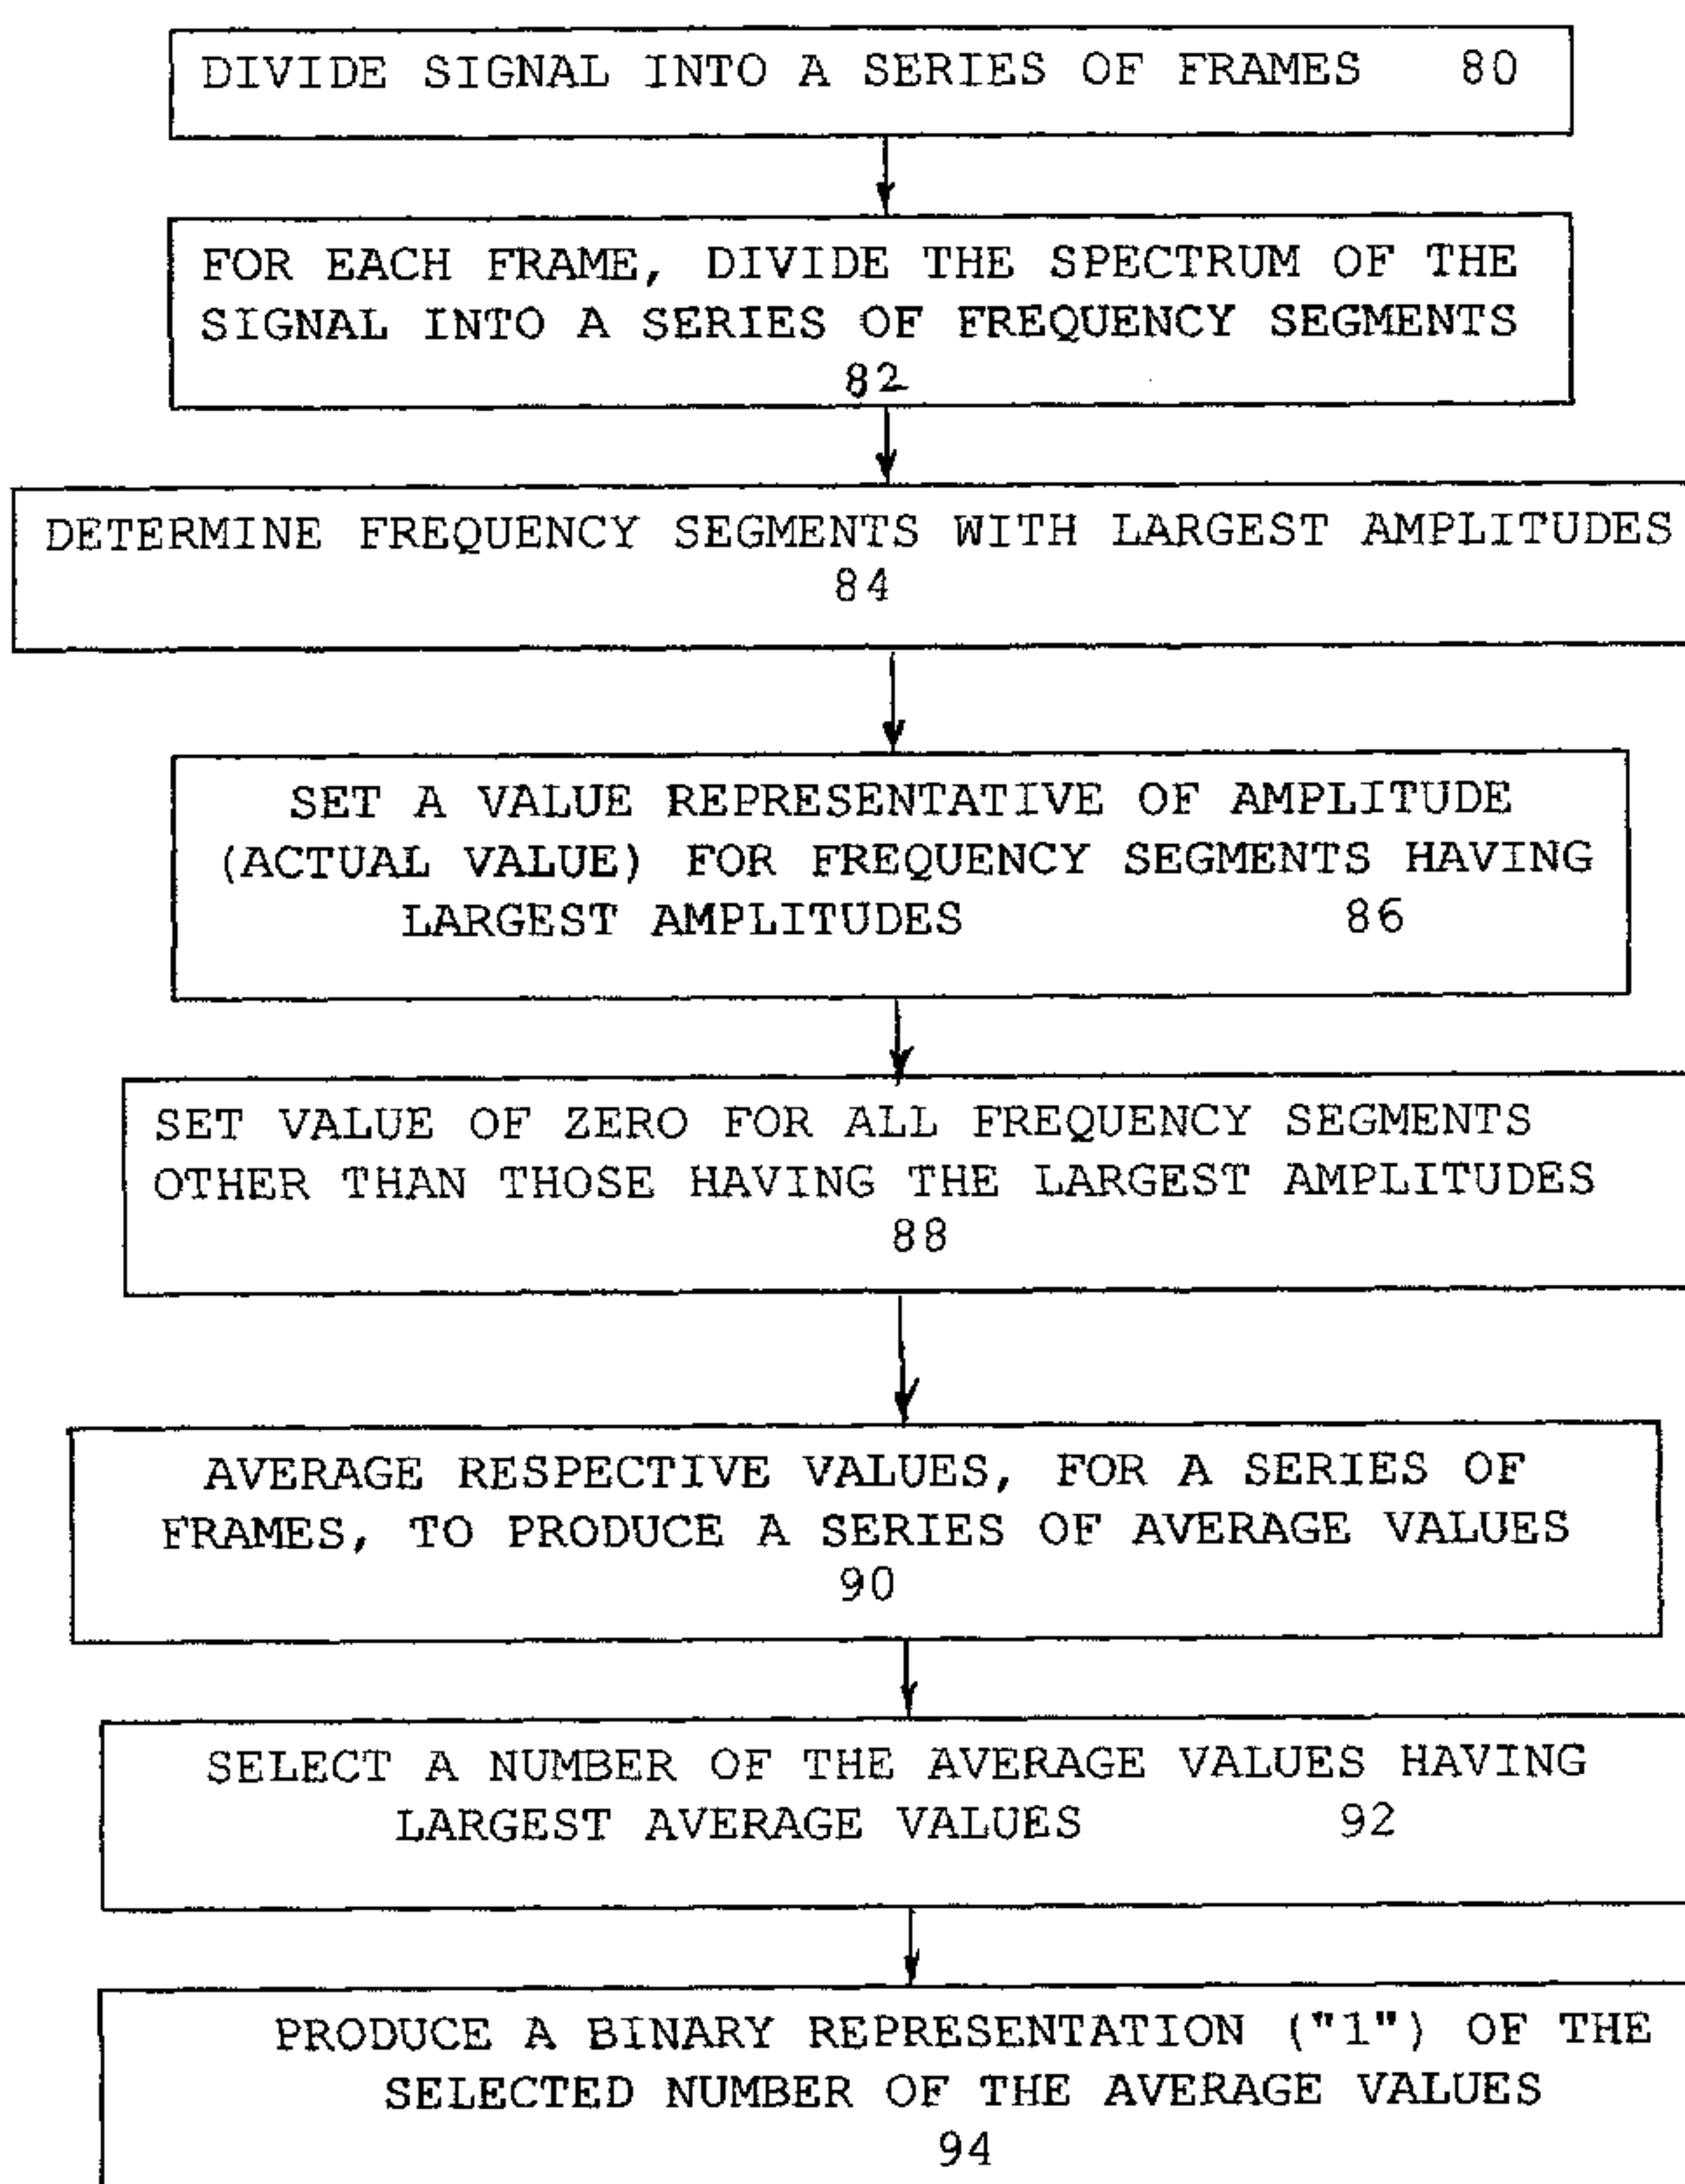 DIVIDE SIGNAL INTO A SERIES OF FRAMES 80
FOR EACH FRAME, DIVIDE THE SPECTRUM OF THE
SIGNAL INTO A SERIES OF FREQUENCY SEGMENTS
82
DETERMINE FREQUENCY SEGMENTS WITH LARGEST AMPLITUDES
84
SET A VALUE REPRESENTATIVE OF AMPLITUDE
(ACTUAL VALUE) FOR FREQUENCY SEGMENTS HAVING
LARGEST AMPLITUDES 86
SET VALUE OF ZERO FOR ALL FREQUENCY SEGMENTS
OTHER THAN THOSE HAVING THE LARGEST AMPLITUDES
88
AVERAGE RESPECTIVE VALUES, FOR A SERIES OF
FRAMES, TO PRODUCE A SERIES OF AVERAGE VALUES
90
SELECT A NUMBER OF THE AVERAGE VALUES HAVING
LARGEST AVERAGE VALUES 92
PRODUCE A BINARY REPRESENTATION ("1") OF THE
SELECTED NUMBER OF THE AVERAGE VALUES
94